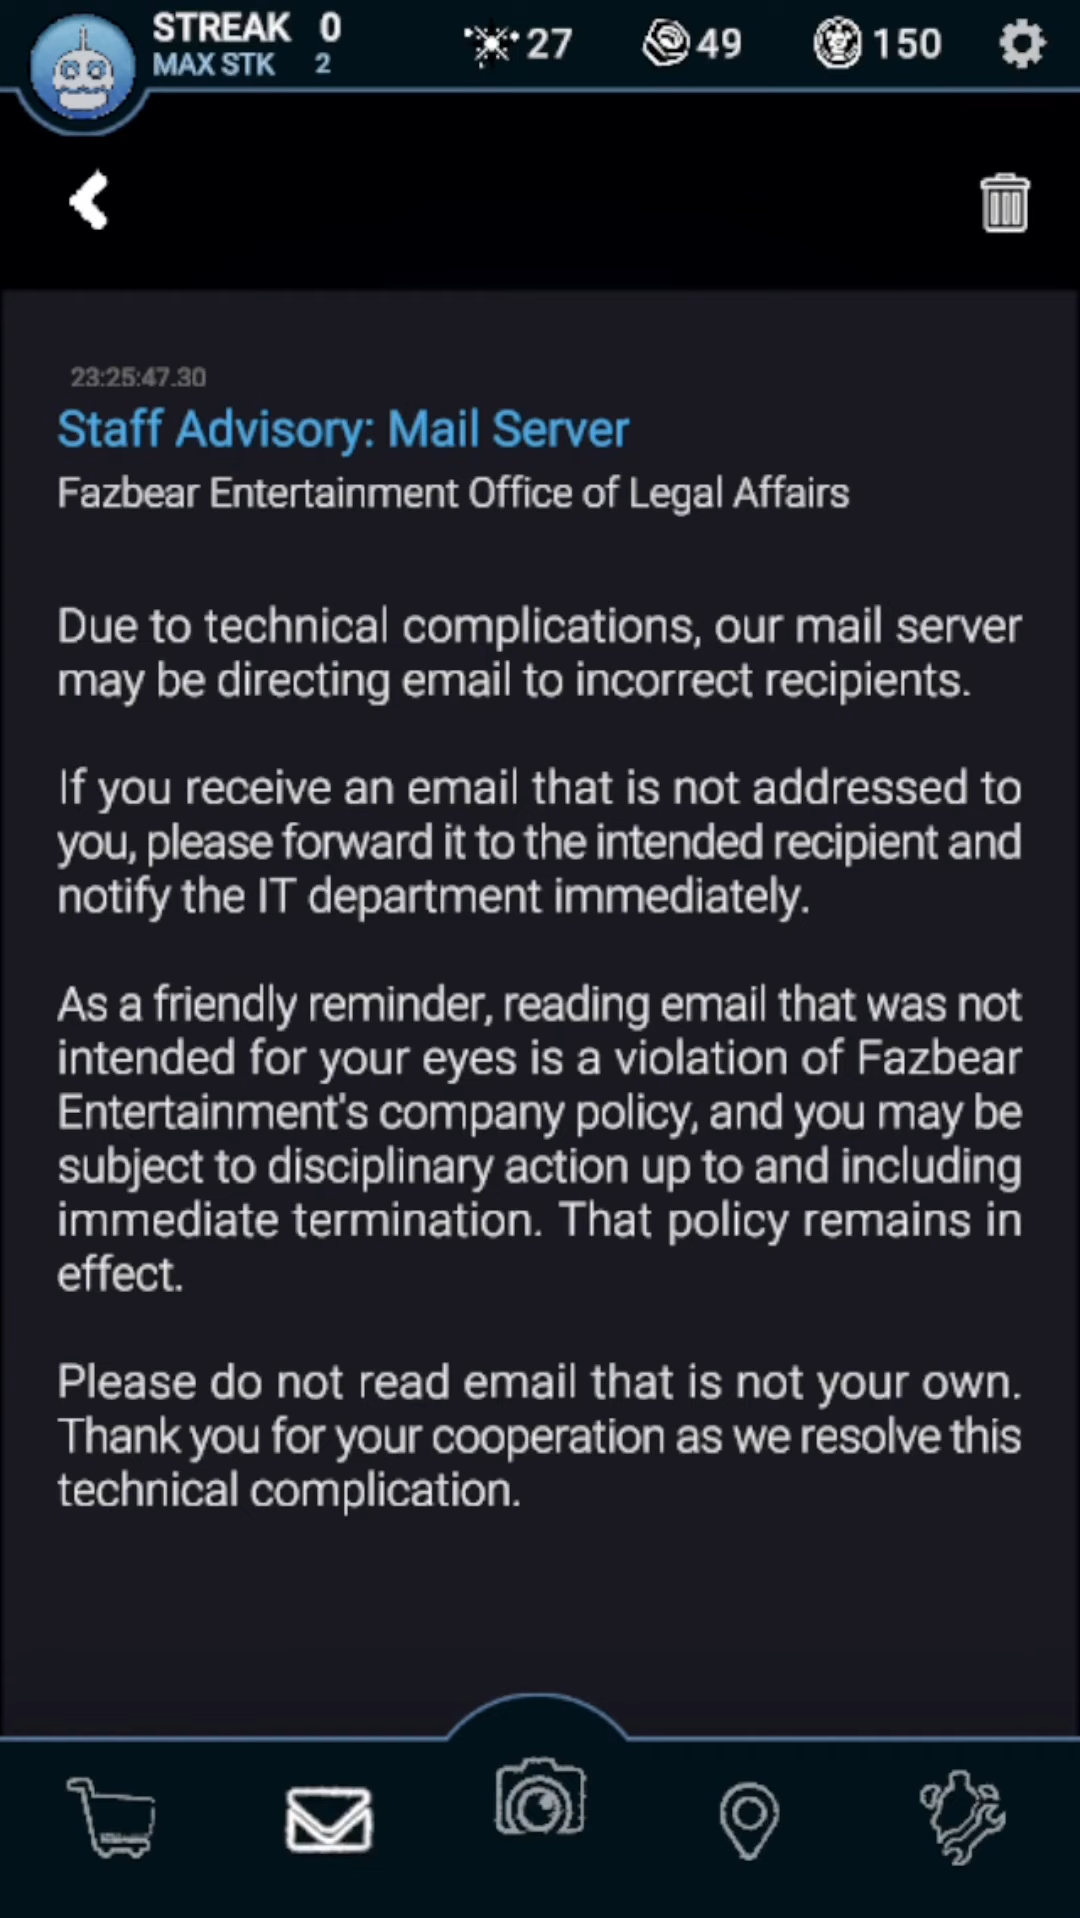 STREAK 0
27
49
150
MAX STK 2
23:25:47.30
Staff Advisory: Mail Server
Fazbear Entertainment Office of Legal Affairs
Due to technical complications, our mail server
may be directing email to incorrect recipients.
If you receive an email that is not addressed to
you, please forward it to the intended recipient and
notify the IT department immediately.
As a friendly reminder, reading email that was not
intended for your eyes is a violation of Fazbear
Entertainment's company policy, and you may be
subject to disciplinary action up to and including
immediate termination. That policy remains in
effect.
Please do not read email that is not your own.
Thank you for your cooperation as we resolve this
technical complication.